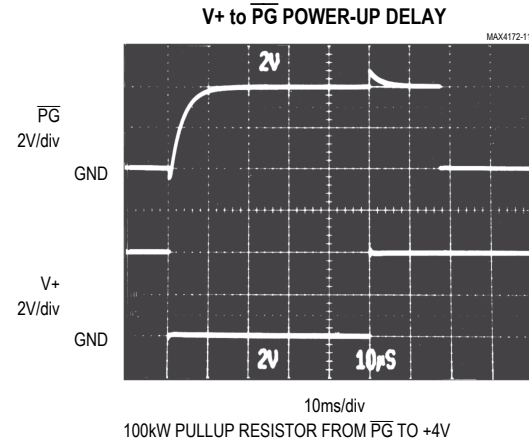 V+ to PG POWER-UP DELAY
MAX4172-11
2V
PG
2V/div
GND
V+
2V/div
GND
2V 10µS
10ms/div
100kW PULLUP RESISTOR FROM PG TO +4V